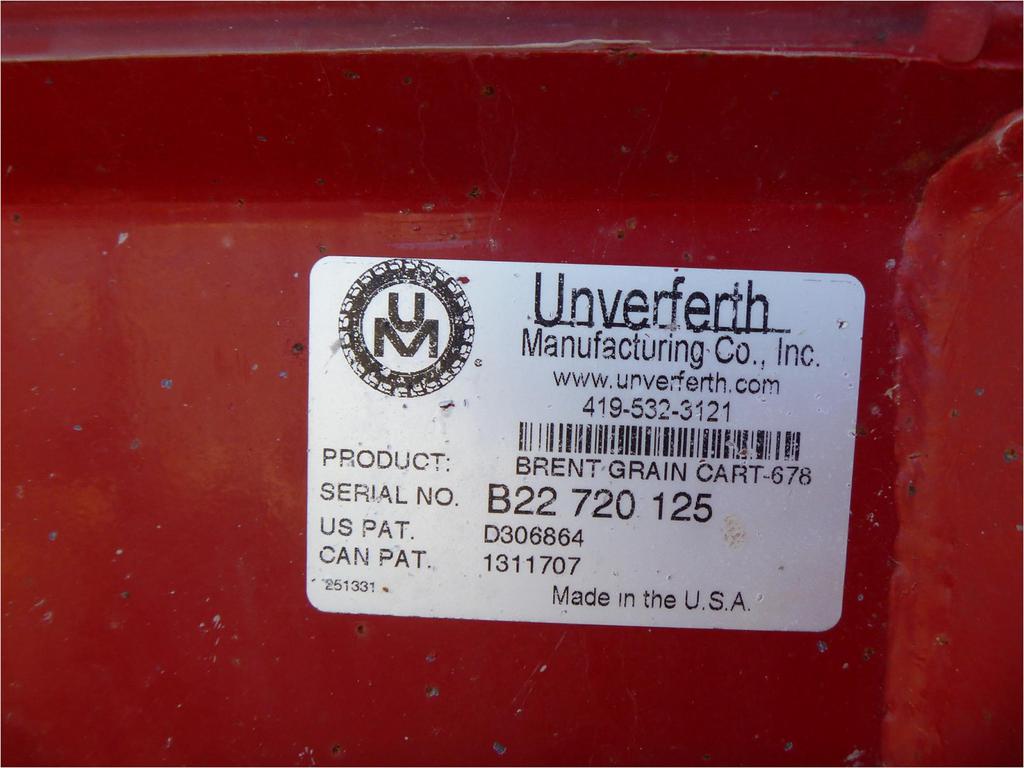 UM
Unverferth
Manufacturing Co., Inc.
www.unverferth.com
419-532-3121
PRODUCT: BRENT GRAIN CART-678
SERIAL NO. B22 720 125
US PAT. D306864
CAN PAT. 1311707
251331
Made in the U.S.A.